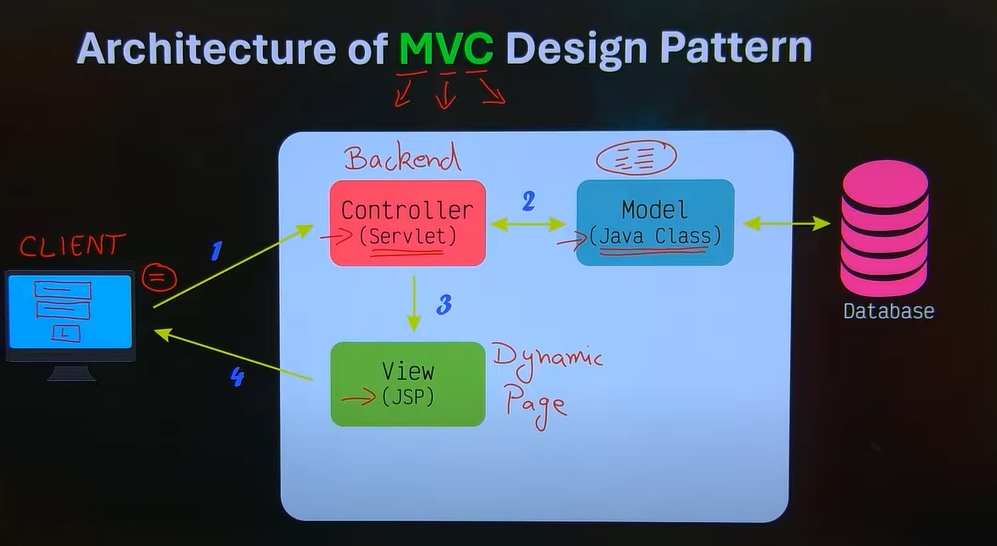 Architecture of MVC Design Pattern
Backend
Controller
(Servlet)
2
Model
(Java Class)
CLIENT
1
3
Database
View
(JSP)
Dynamic
Page
4
L